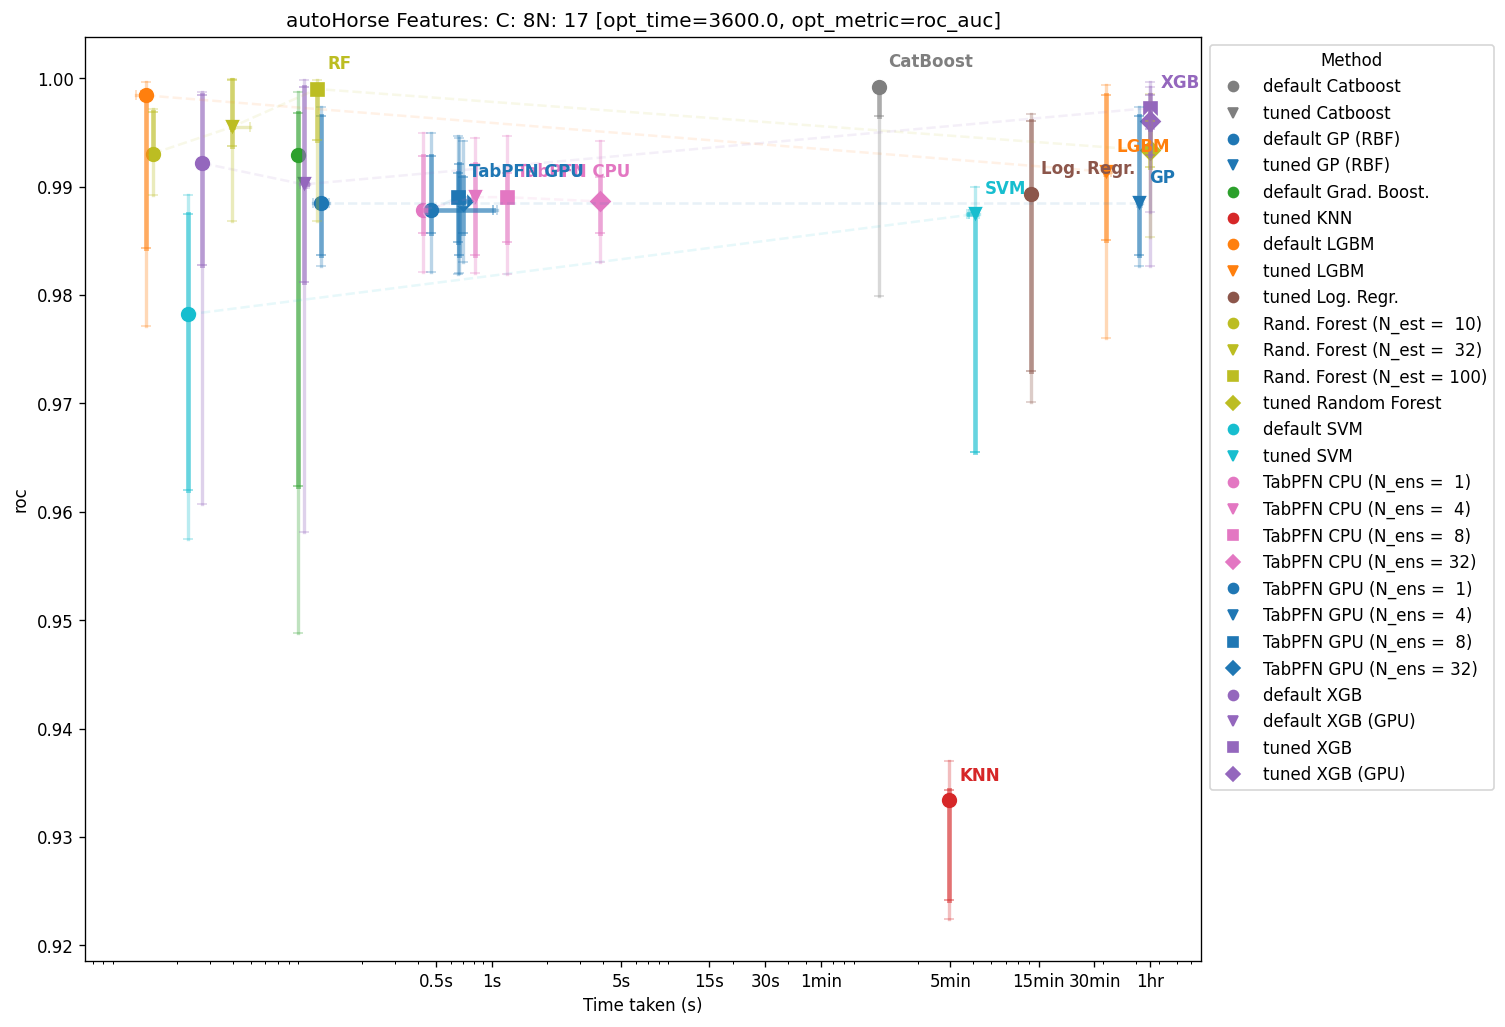 autoHorse Features: C: 8N: 17 [opt_time=3600.0, opt_metric=roc_auc]
roc
1.00
0.99
0.98
0.97
0.96
0.95
0.94
0.93
0.92
RF
CatBoost
XGB
LGBM
Log. Regr.
GP
TabPFN GPU
TabPFN CPU
SVM
KNN
0.5s
1s
5s
15s
30s
1min
5min
15min
30min
1hr
Time taken (s)
Method
default Catboost
tuned Catboost
default GP (RBF)
tuned GP (RBF)
default Grad. Boost.
tuned KNN
default LGBM
tuned LGBM
tuned Log. Regr.
Rand. Forest (N_est =  10)
Rand. Forest (N_est =  32)
Rand. Forest (N_est = 100)
tuned Random Forest
default SVM
tuned SVM
TabPFN CPU (N_ens =  1)
TabPFN CPU (N_ens =  4)
TabPFN CPU (N_ens =  8)
TabPFN CPU (N_ens = 32)
TabPFN GPU (N_ens =  1)
TabPFN GPU (N_ens =  4)
TabPFN GPU (N_ens =  8)
TabPFN GPU (N_ens = 32)
default XGB
default XGB (GPU)
tuned XGB
tuned XGB (GPU)